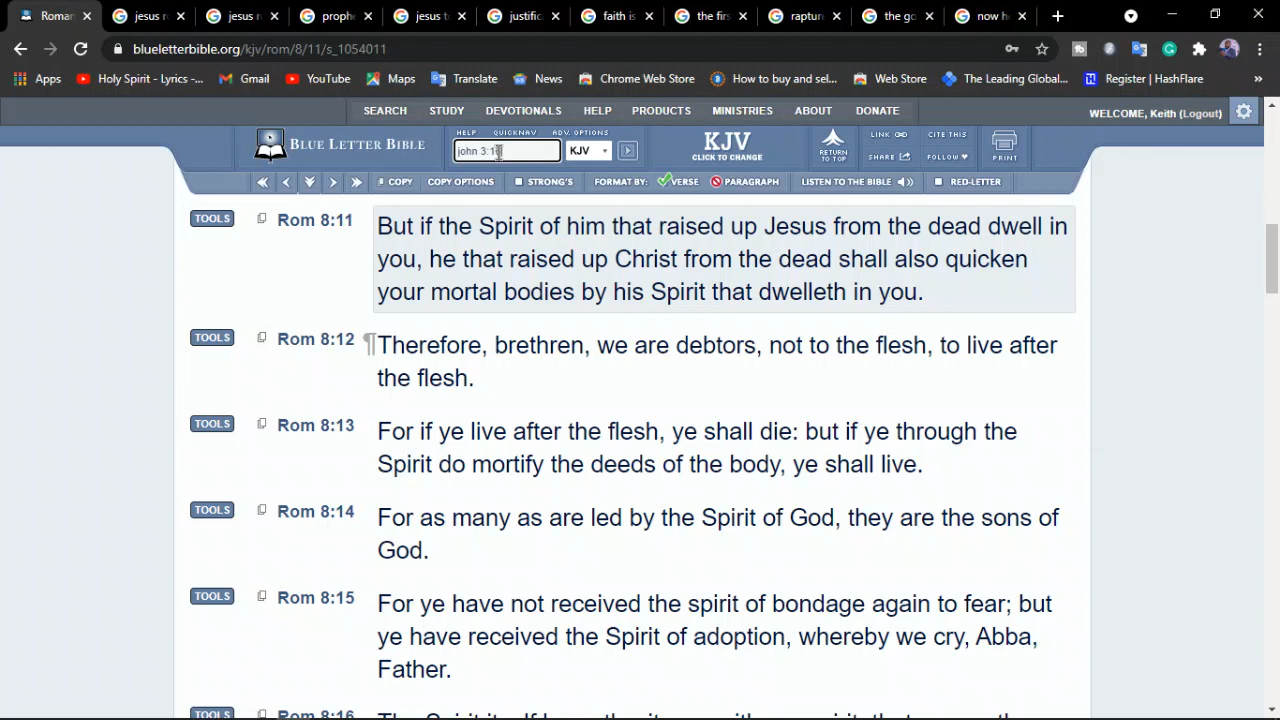 Roman
jesus r
jesus r
prophe
jesus t
justific
faith is
the firs
raptur
the go
now h
blueletterbible.org/kjv/rom/8/11/s_1054011
Apps
Holy Spirit - Lyrics -...
Gmail
YouTube
Maps
Translate
News
Chrome Web Store
How to buy and sel...
Web Store
The Leading Global...
Register | HashFlare
»
SEARCH STUDY DEVOTIONALS HELP PRODUCTS MINISTRIES ABOUT DONATE
WELCOME, Keith (Logout)
BLUE LETTER BIBLE
HELP QUICKNAV ADV. OPTIONS
john 3:1
KJV
KJV
CLICK TO CHANGE
RETURN
TO TOP
LINK
CITE THIS
SHARE
FOLLOW
PRINT
COPY COPY OPTIONS STRONG'S FORMAT BY: VERSE PARAGRAPH LISTEN TO THE BIBLE RED-LETTER
TOOLS Rom 8:11 But if the Spirit of him that raised up Jesus from the dead dwell in
you, he that raised up Christ from the dead shall also quicken
your mortal bodies by his Spirit that dwelleth in you.
TOOLS Rom 8:12 ¶Therefore, brethren, we are debtors, not to the flesh, to live after
the flesh.
TOOLS Rom 8:13 For if ye live after the flesh, ye shall die: but if ye through the
Spirit do mortify the deeds of the body, ye shall live.
TOOLS Rom 8:14 For as many as are led by the Spirit of God, they are the sons of
God.
TOOLS Rom 8:15 For ye have not received the spirit of bondage again to fear; but
ye have received the Spirit of adoption, whereby we cry, Abba,
Father.
TOOLS Rom 8:16